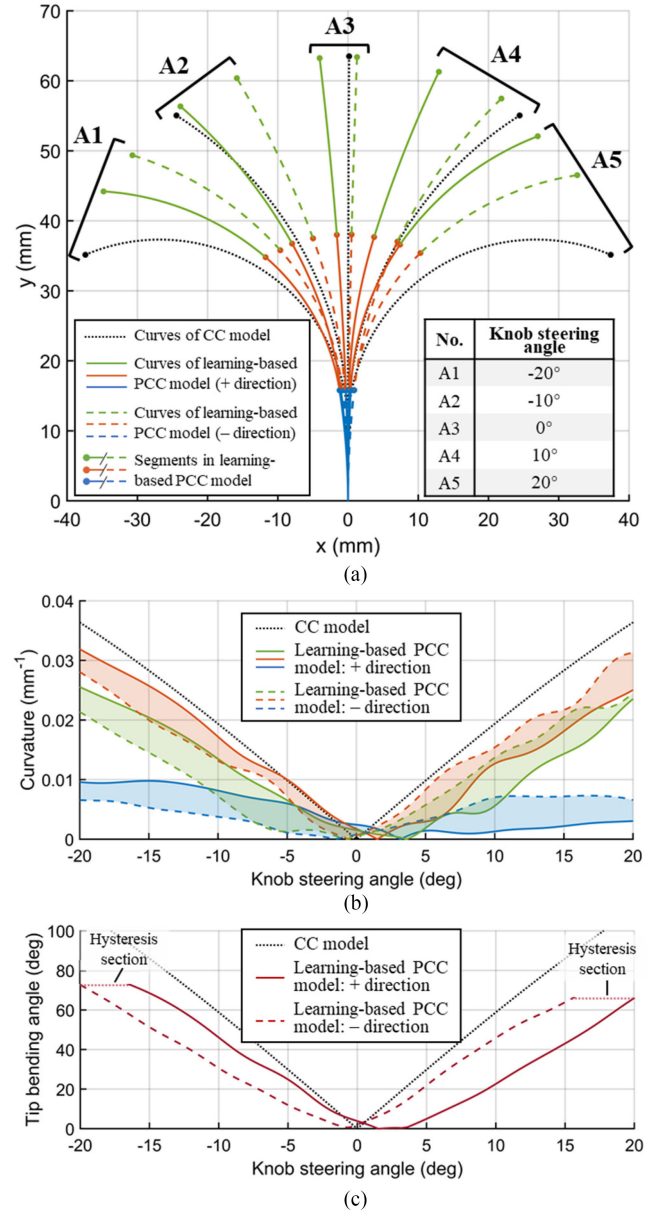 70
60
50
40
30
20
10
0
y (mm)
A1
A2
A3
A4
A5
Curves of CC model
Curves of learning-based
PCC model (+ direction)
Curves of learning-based
PCC model (– direction)
Segments in learning-
based PCC model
No. Knob steering
angle
A1 -20°
A2 -10°
A3 0°
A4 10°
A5 20°
-40 -30 -20 -10 0 10 20 30 40
x (mm)
(a)
0.04
0.03
0.02
0.01
0
Curvature (mm-1)
CC model
Learning-based PCC
model: + direction
Learning-based PCC
model: – direction
-20 -15 -10 -5 0 5 10 15 20
Knob steering angle (deg)
(b)
100
80
60
40
20
0
Tip bending angle (deg)
Hysteresis
section
CC model
Learning-based PCC
model: + direction
Learning-based PCC
model: – direction
Hysteresis
section
-20 -15 -10 -5 0 5 10 15 20
Knob steering angle (deg)
(c)